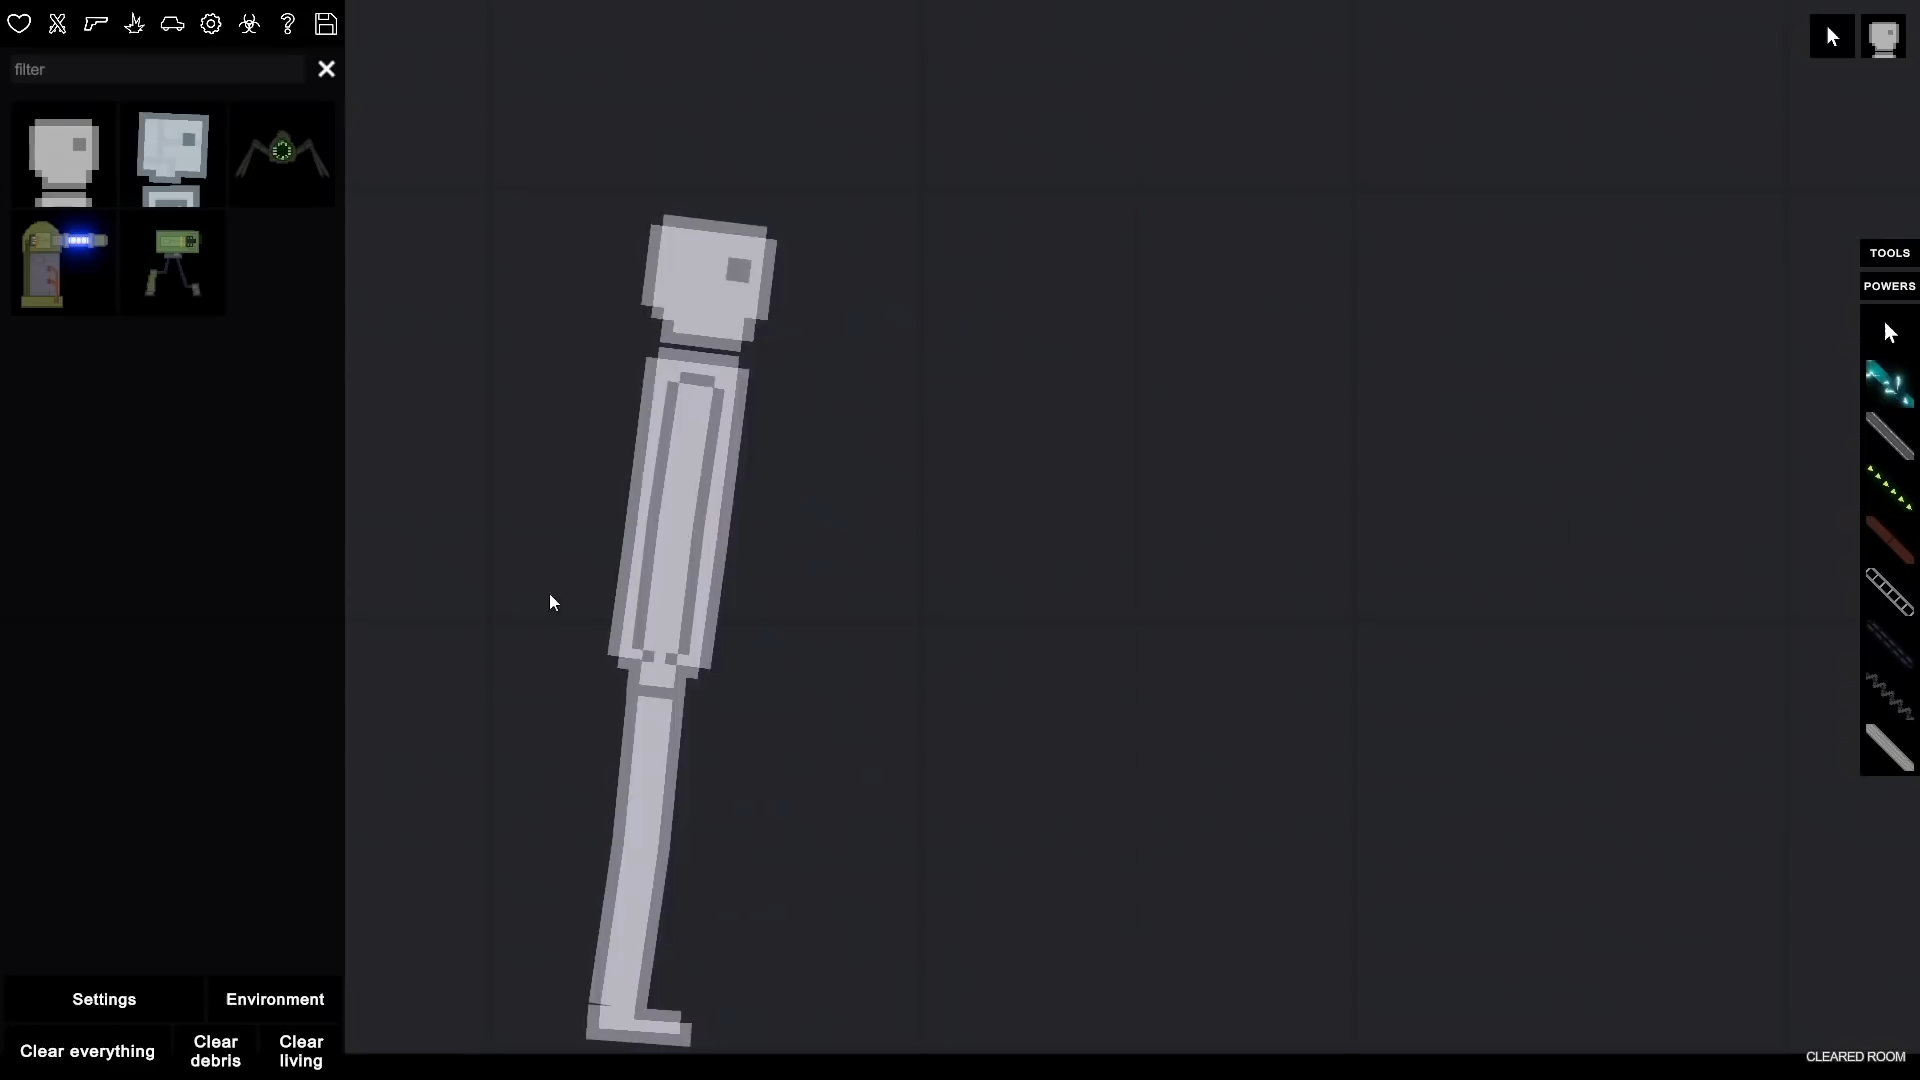 filter
TOOLS
POWERS
Settings
Environment
Clear everything
Clear
debris
Clear
living
CLEARED ROOM